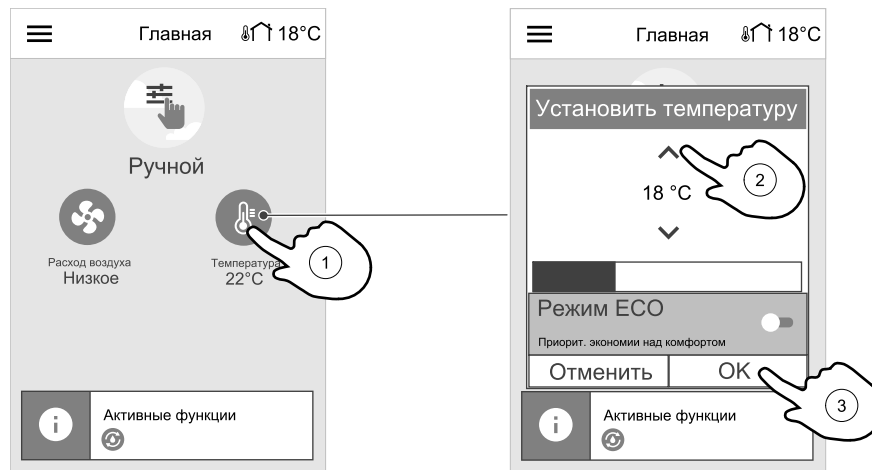 Главная 18°C
Ручной
Расход воздуха
Низкое
Температура
22°C
1
Активные функции
i
Главная 18°C
Установить температуру
2
18 °C
Режим ECO
Приорит. экономии над комфортом
Отменить
OK
3
Активные функции
i